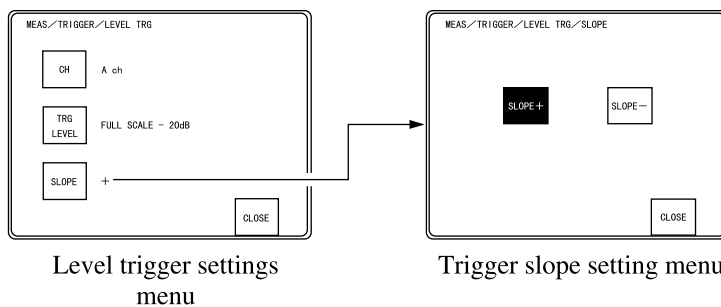 MEAS／TRIGGER／LEVEL TRG
CH
A ch
TRG
LEVEL
FULL SCALE − 20dB
SLOPE
+
CLOSE
Level trigger settings
menu
MEAS／TRIGGER／LEVEL TRG／SLOPE
SLOPE＋
SLOPE−
CLOSE
Trigger slope setting menu